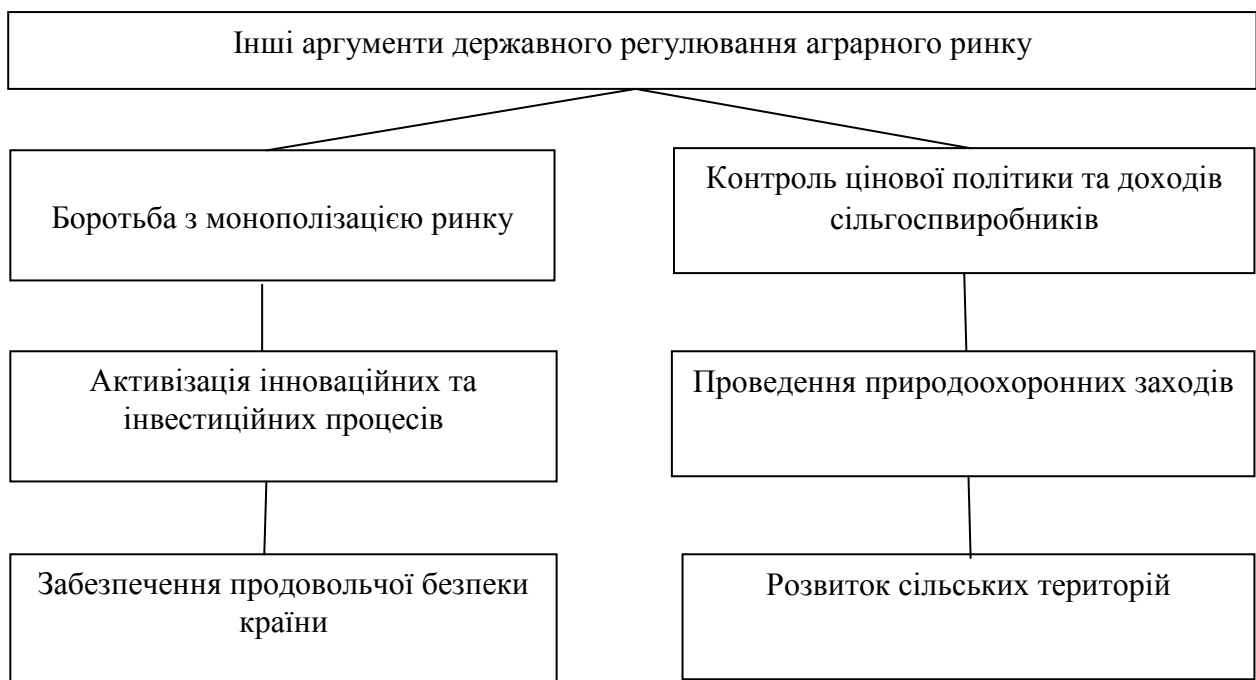 Інші аргументи державного регулювання аграрного ринку
Боротьба з монополізацією ринку
Контроль цінової політики та доходів
сільгоспвиробників
Активізація інноваційних та
інвестиційних процесів
Проведення природоохоронних заходів
Забезпечення продовольчої безпеки
країни
Розвиток сільських територій